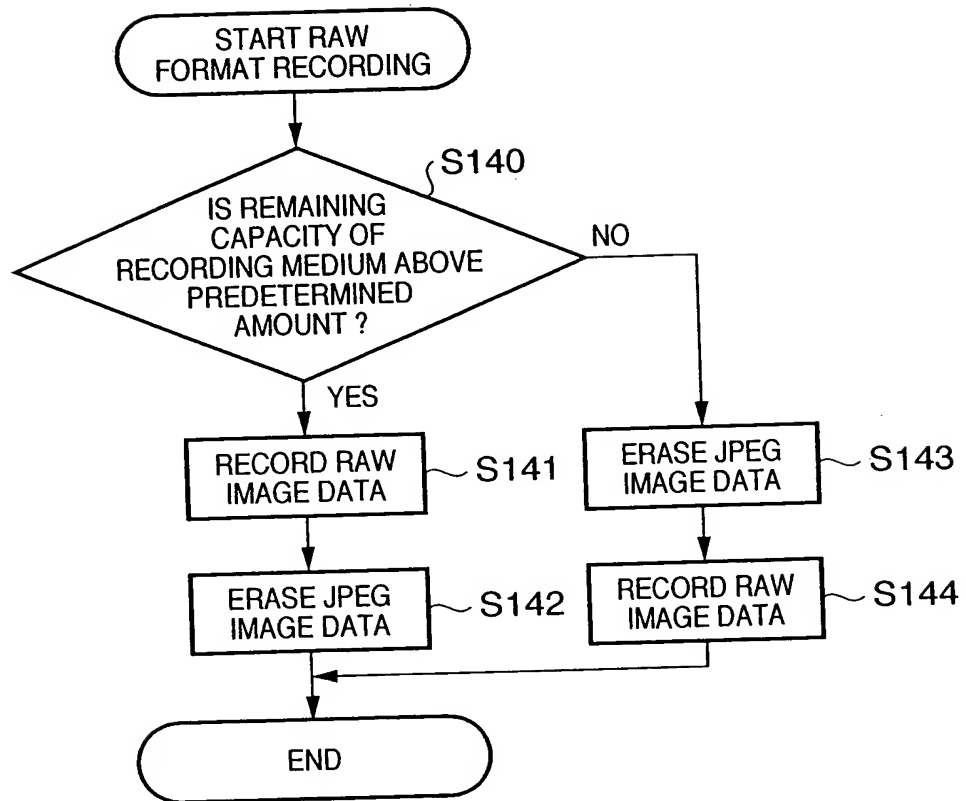 START RAW
FORMAT RECORDING
S140
IS REMAINING
CAPACITY OF
RECORDING MEDIUM ABOVE
PREDETERMINED
AMOUNT ?
NO
YES
RECORD RAW
IMAGE DATA
S141
ERASE JPEG
IMAGE DATA
S143
ERASE JPEG
IMAGE DATA
S142
RECORD RAW
IMAGE DATA
S144
END